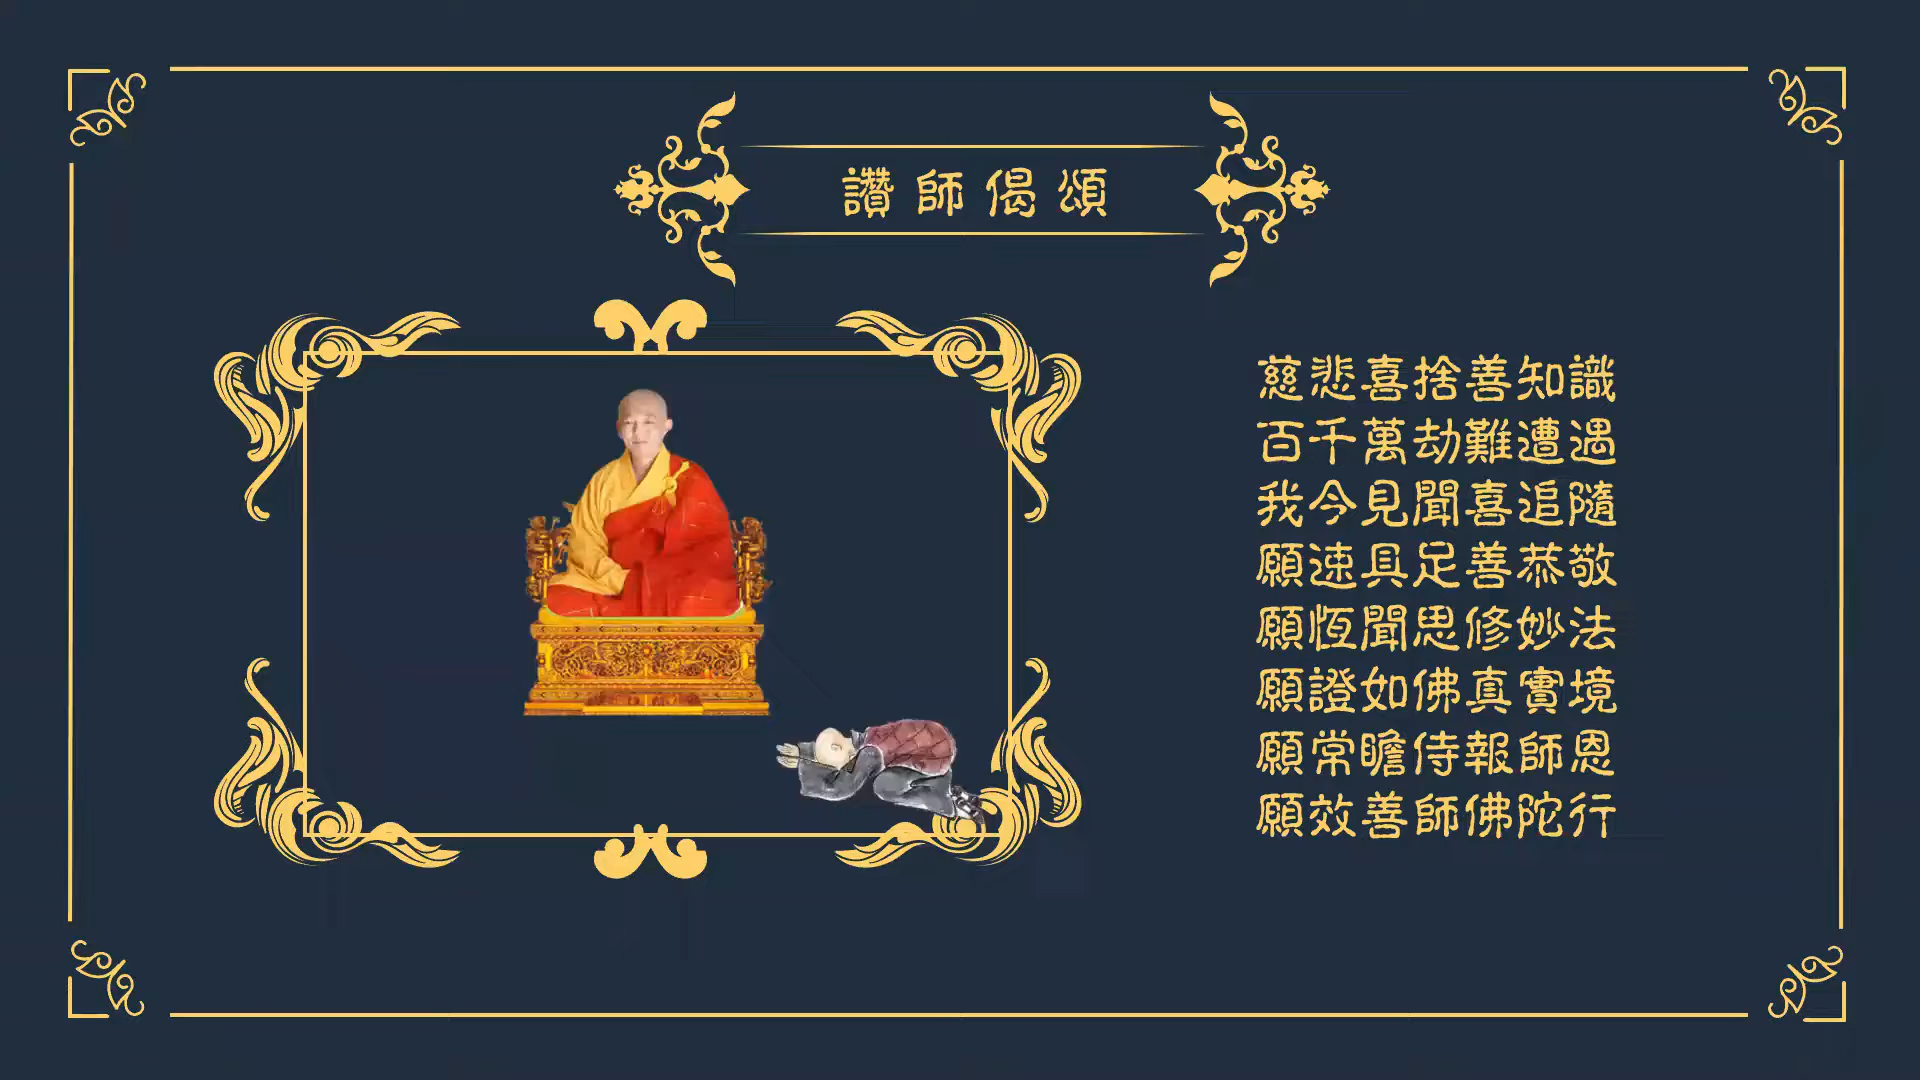 讚師偈頌
慈悲喜捨善知識
百千萬劫難遭遇
我今見聞喜追隨
願速具足善恭敬
願恆聞思修妙法
願證如佛真實境
願常瞻侍報師恩
願效善師佛陀行